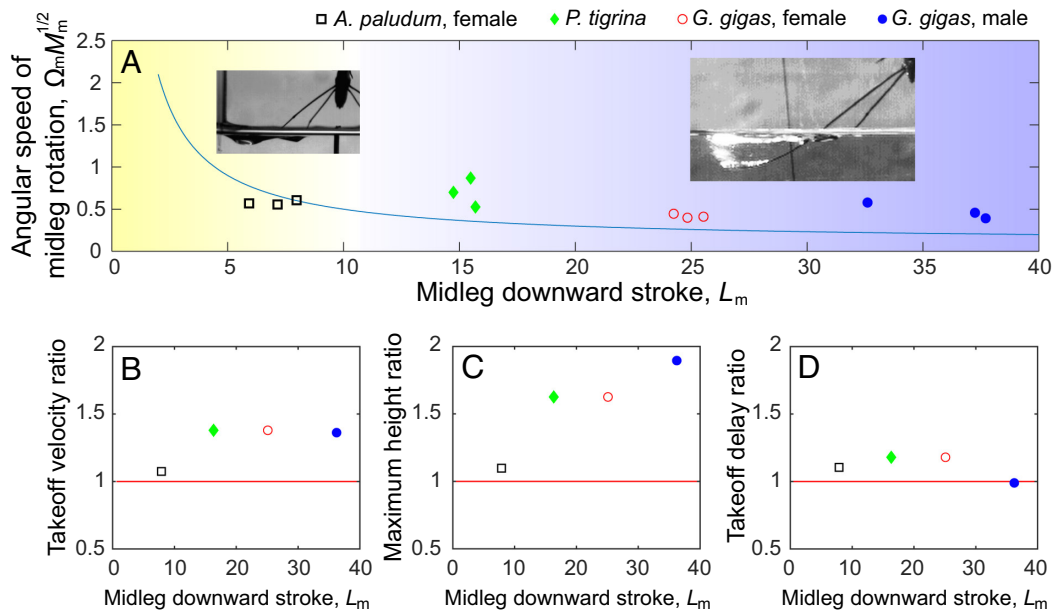 A. paludum, female P. tigrina G. gigas, female G. gigas, male
A
Angular speed of
midleg rotation, ΩmMm^1/2
2.5
2
1.5
1
0.5
0
0 5 10 15 20 25 30 35 40
Midleg downward stroke, Lm
B
Takeoff velocity ratio
2
1.5
1
0.5
0 10 20 30 40
Midleg downward stroke, Lm
C
Maximum height ratio
2
1.5
1
0.5
0 10 20 30 40
Midleg downward stroke, Lm
D
Takeoff delay ratio
2
1.5
1
0.5
0 10 20 30 40
Midleg downward stroke, Lm